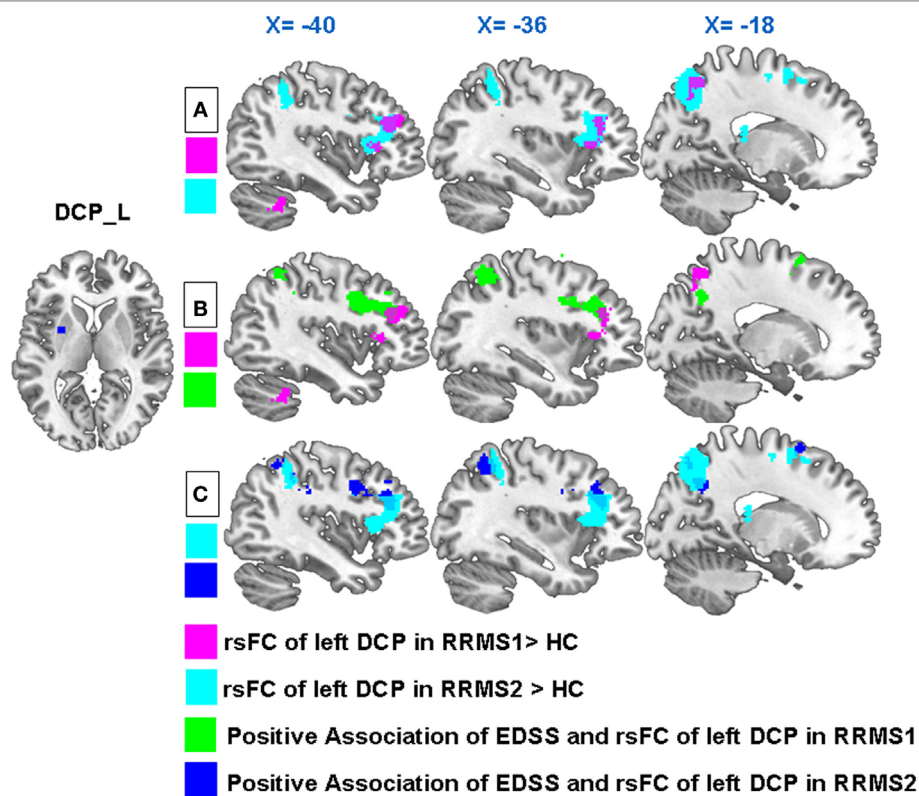 X= -40 X= -36 X= -18
A
DCP_L
B
C
rsFC of left DCP in RRMS1> HC
rsFC of left DCP in RRMS2 > HC
Positive Association of EDSS and rsFC of left DCP in RRMS1
Positive Association of EDSS and rsFC of left DCP in RRMS2